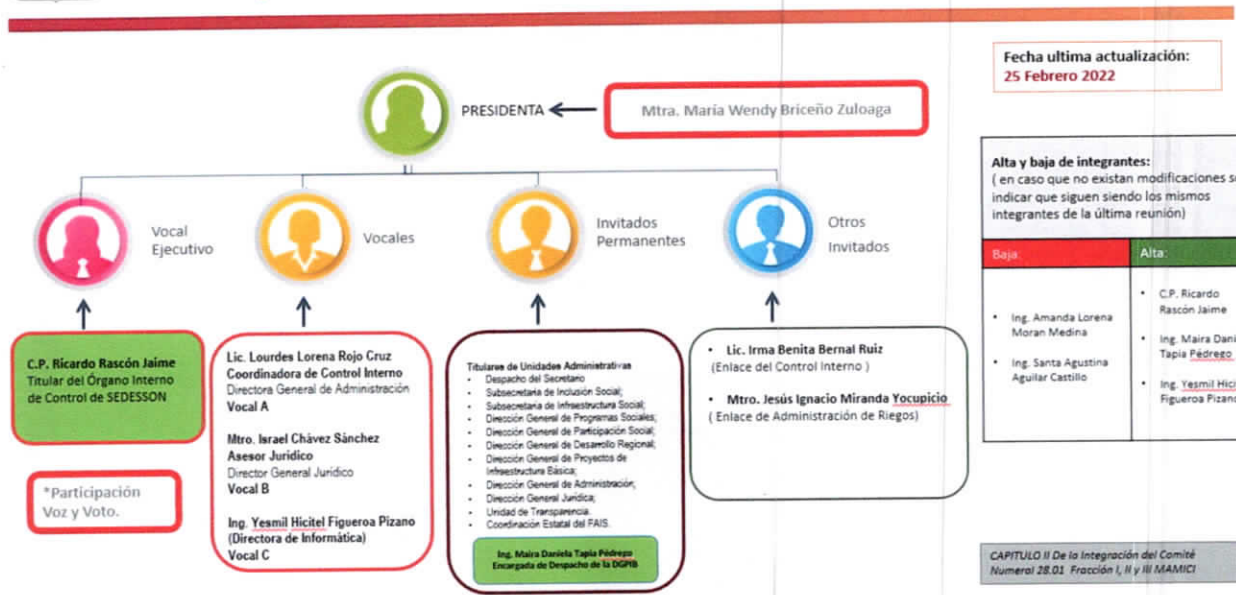 Fecha ultima actualización:
25 Febrero 2022
PRESIDENTA
Mtra. María Wendy Briceño Zuloaga
Alta y baja de integrantes:
( en caso que no existan modificaciones
indicar que siguen siendo los mismos
integrantes de la última reunión)
Baja:
Alta:
• Ing. Amanda Lorena
Moran Medina
• Ing. Santa Agustina
Aguilar Castillo
• C.P. Ricardo
Rascón Jaime
• Ing. Maira
Tapia Pédrego
• Ing. Yesmil
Figueroa
Vocal
Ejecutivo
Vocales
Invitados
Permanentes
Otros
Invitados
C.P. Ricardo Rascón Jaime
Titular del Órgano Interno
de Control de SEDESSON
*Participación
Voz y Voto.
Lic. Lourdes Lorena Rojo Cruz
Coordinadora de Control Interno
Directora General de Administración
Vocal A
Mtro. Israel Chávez Sánchez
Asesor Jurídico
Director General Jurídico
Vocal B
Ing. Yesmil Hicitel Figueroa Pizano
(Directora de Informática)
Vocal C
Titulares de Unidades Administrativas
• Despacho del Secretario
• Subsecretaria de Inclusión Social;
• Subsecretaria de Infraestructura Social;
• Dirección General de Programas Sociales;
• Dirección General de Participación Social;
• Dirección General de Desarrollo Regional;
• Dirección General de Proyectos de
Infraestructura Básica;
• Dirección General de Administración;
• Dirección General Jurídica;
• Unidad de Transparencia.
• Coordinación Estatal del FAIS.
Ing. Maira Daniela Tapia Pédrego
Encargada de Despacho de la DGPIB
• Lic. Irma Benita Bernal Ruiz
(Enlace del Control Interno )
• Mtro. Jesús Ignacio Miranda Yocupicio
( Enlace de Administración de Riegos)
CAPITULO II De la Integración del Comité
Numeral 28.01 Fracción I, II y III MAMICI